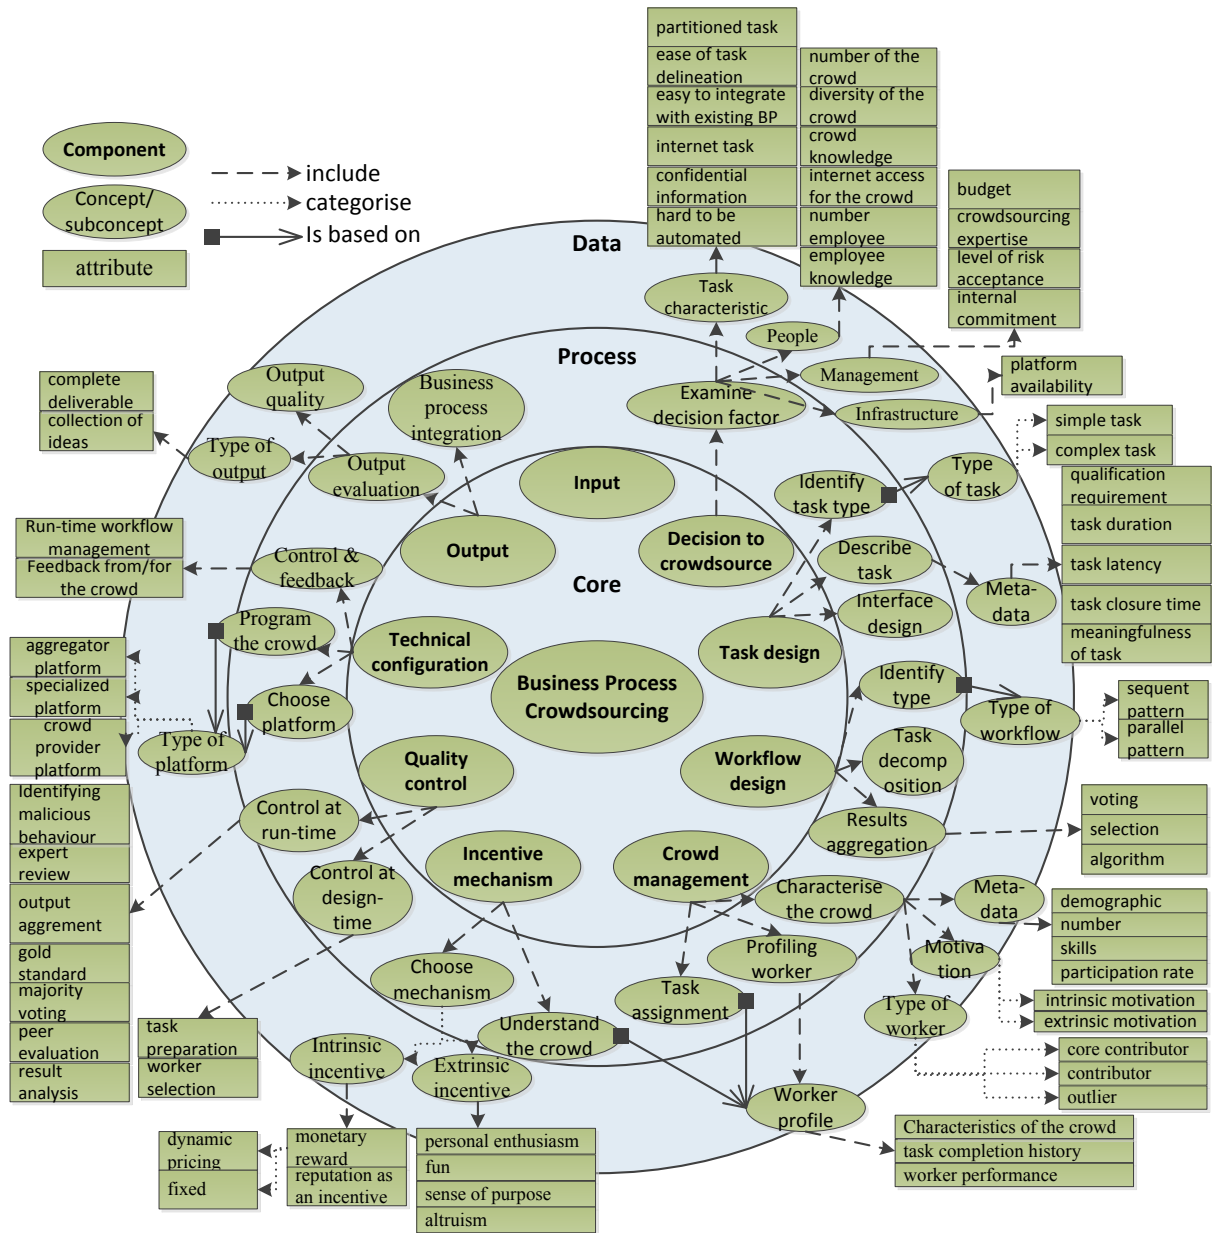 Component
Concept/
subconcept
attribute
include
categorise
Is based on
partitioned task
ease of task
delineation
easy to integrate
with existing BP
internet task
confidential
information
hard to be
automated
number of the
crowd
diversity of the
crowd
crowd
knowledge
internet access
for the crowd
number
employee
employee
knowledge
budget
crowdsourcing
expertise
level of risk
acceptance
internal
commitment
platform
availability
Data
Process
Core
Task
characteristic
People
Management
Infrastructure
Examine
decision factor
Output
quality
Business
process
integration
complete
deliverable
collection of
ideas
Type of
output
Output
evaluation
Input
Output
Decision to
crowdsource
Identify
task type
Type
of task
simple task
complex task
qualification
requirement
task duration
task latency
task closure time
meaningfulness
of task
Describe
task
Meta-
data
Interface
design
Task design
Run-time workflow
management
Feedback from/for
the crowd
Control &
feedback
Program
the crowd
Technical
configuration
Choose
platform
aggregator
platform
specialized
platform
crowd
provider
platform
Type of
platform
Business Process
Crowdsourcing
Identify
type
Type of
workflow
sequent
pattern
parallel
pattern
Task
decomp
osition
Workflow
design
Results
aggregation
voting
selection
algorithm
Quality
control
Control at
run-time
Control at
design-
time
Identifying
malicious
behaviour
expert
review
output
aggrement
gold
standard
majority
voting
peer
evaluation
result
analysis
task
preparation
worker
selection
Incentive
mechanism
Choose
mechanism
Understand
the crowd
Intrinsic
incentive
Extrinsic
incentive
dynamic
pricing
fixed
monetary
reward
reputation as
an incentive
personal enthusiasm
fun
sense of purpose
altruism
Crowd
management
Characterise
the crowd
Profiling
worker
Task
assignment
Meta-
data
demographic
number
skills
participation rate
Motiva
tion
intrinsic motivation
extrinsic motivation
Type of
worker
core contributor
contributor
outlier
Worker
profile
Characteristics of the crowd
task completion history
worker performance